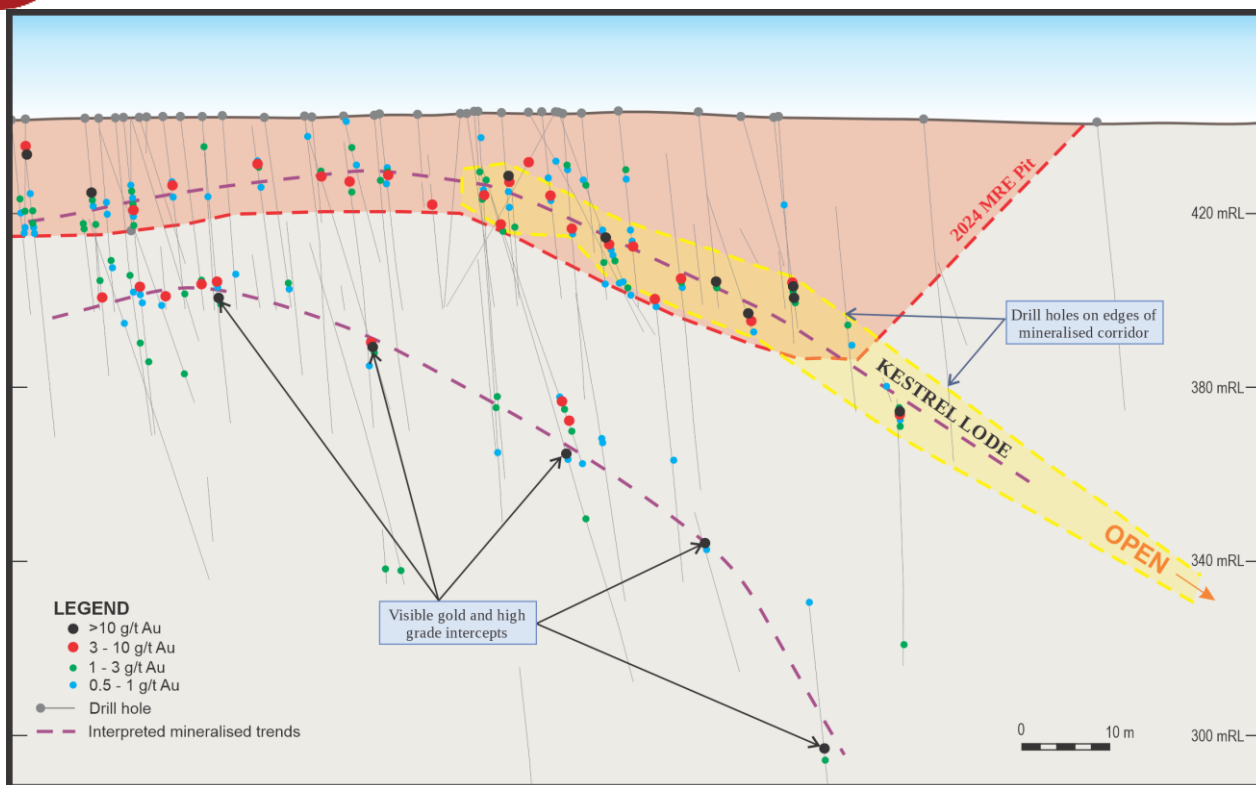 2024 MRE Pit
420 mRL
Drill holes on edges of
mineralised corridor
KESTREL LODE
380 mRL
OPEN
340 mRL
Visible gold and high
grade intercepts
LEGEND
>10 g/t Au
3 - 10 g/t Au
1 - 3 g/t Au
0.5 - 1 g/t Au
Drill hole
Interpreted mineralised trends
0 10 m
300 mRL